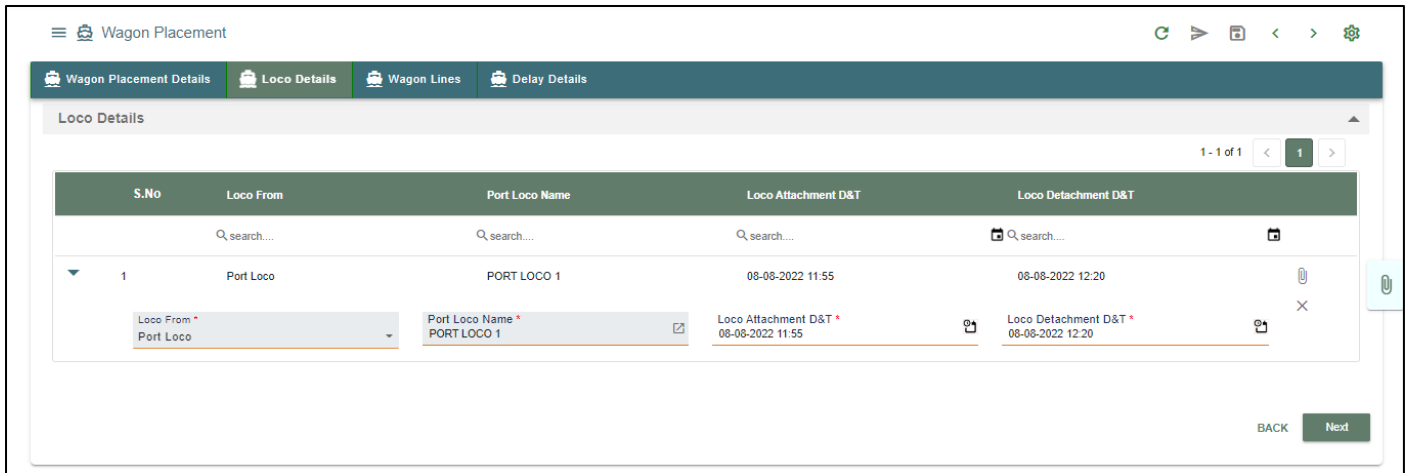 Wagon Placement
Wagon Placement Details Loco Details Wagon Lines Delay Details
Loco Details
1 - 1 of 1 < 1 >
S.No Loco From Port Loco Name Loco Attachment D&T Loco Detachment D&T
search.... search.... search.... search....
1 Port Loco PORT LOCO 1 08-08-2022 11:55 08-08-2022 12:20
Loco From * Port Loco Name * Loco Attachment D&T * Loco Detachment D&T *
Port Loco PORT LOCO 1 08-08-2022 11:55 08-08-2022 12:20
BACK Next